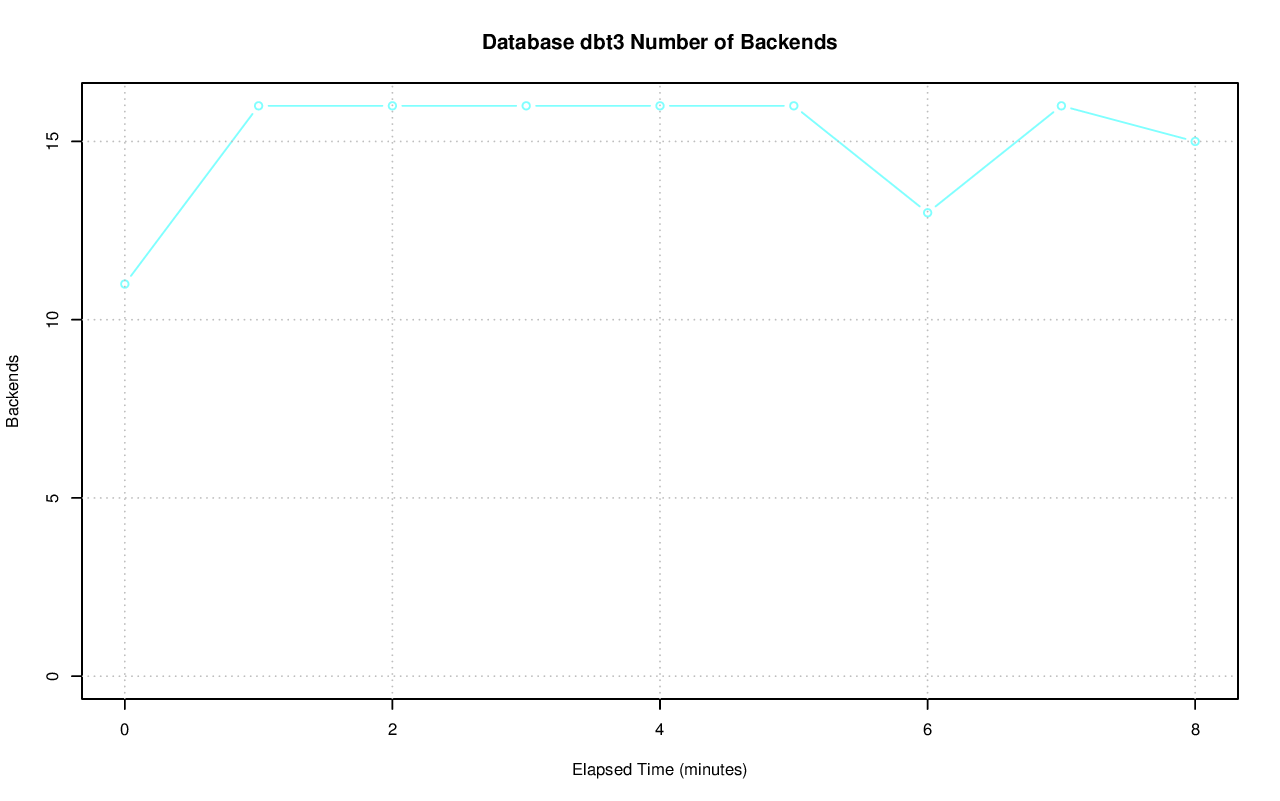 Database dbt3 Number of Backends
15
10
5
0
Backends
0 2 4 6 8
Elapsed Time (minutes)